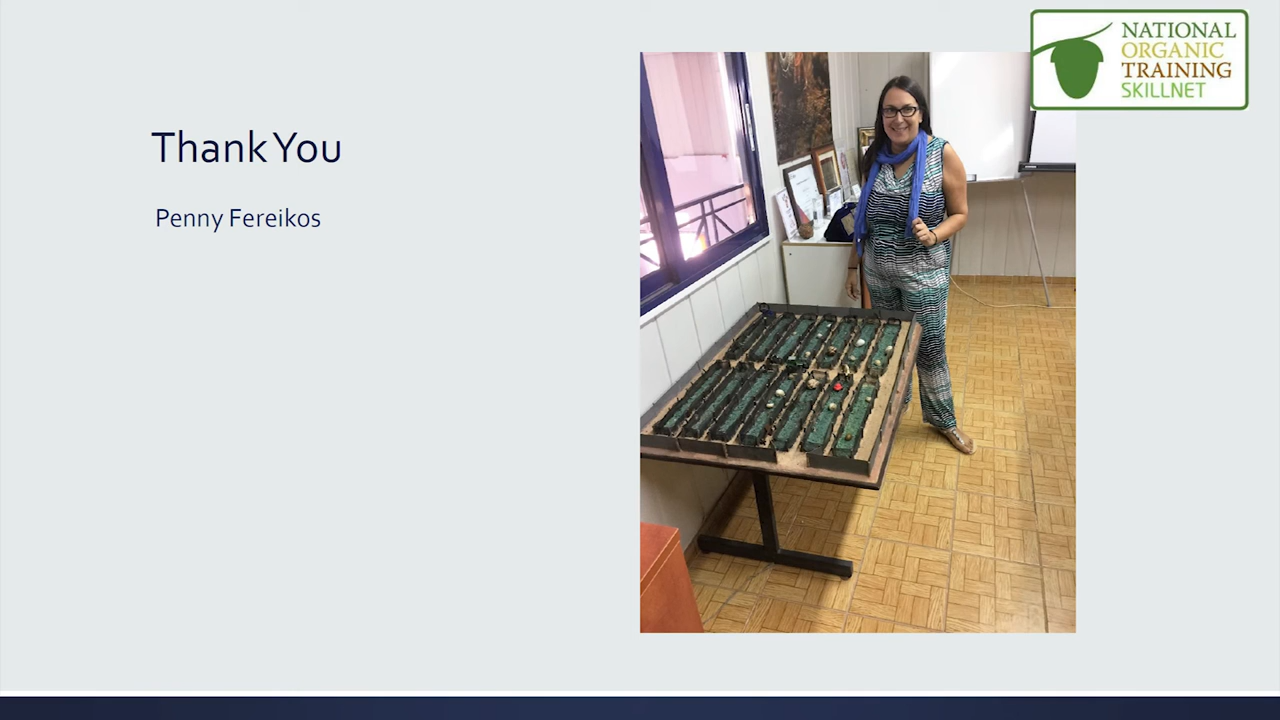 Thank You
Penny Fereikos
NATIONAL
ORGANIC
TRAINING
SKILLNET